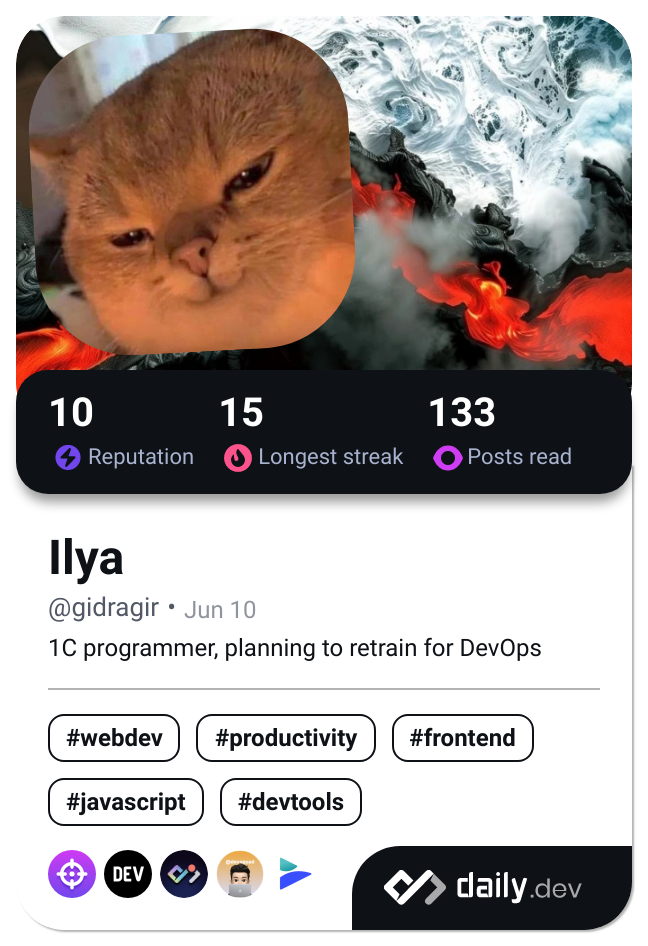 10 15 133
Reputation Longest streak Posts read
Ilya
@gidragir • Jun 10
1C programmer, planning to retrain for DevOps
#webdev #productivity #frontend
#javascript #devtools
DEV
daily.dev